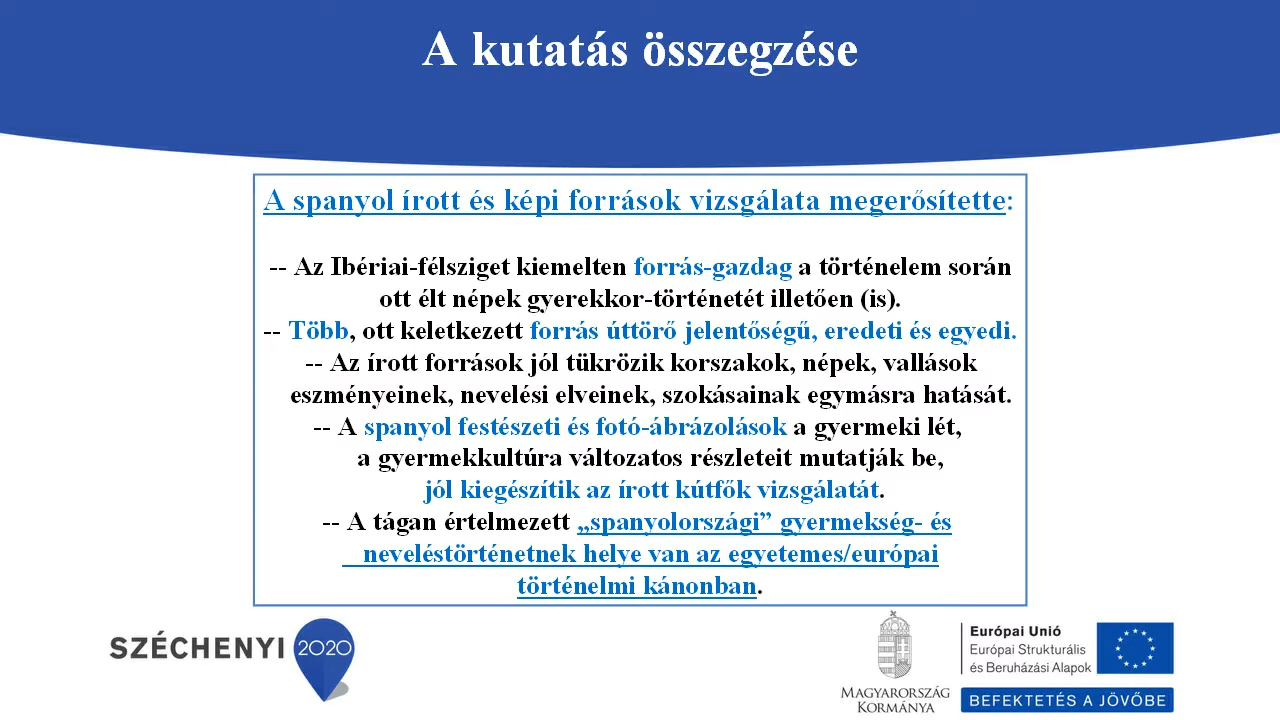 A kutatás összegzése
A spanyol írott és képi források vizsgálata megerősítette:
-- Az Ibériai-félsziget kiemelten forrás-gazdag a történelem során
ott élt népek gyerekkor-történetét illetően (is).
-- Több, ott keletkezett forrás úttörő jelentőségű, eredeti és egyedi.
-- Az írott források jól tükrözik korszakok, népek, vallások
eszményeinek, nevelési elveinek, szokásainak egymásra hatását.
-- A spanyol festészeti és fotó-ábrázolások a gyermeki lét,
a gyermekkultúra változatos részleteit mutatják be,
jól kiegészítik az írott kútfők vizsgálatát.
-- A tágan értelmezett „spanyolországi” gyermekség- és
neveléstörténetnek helye van az egyetemes/európai
történelmi kánonban.
SZÉCHENYI 2020
MAGYARORSZÁG
KORMÁNYA
Európai Unió
Európai Strukturális
és Beruházási Alapok
BEFEKTETÉS A JÖVŐBE